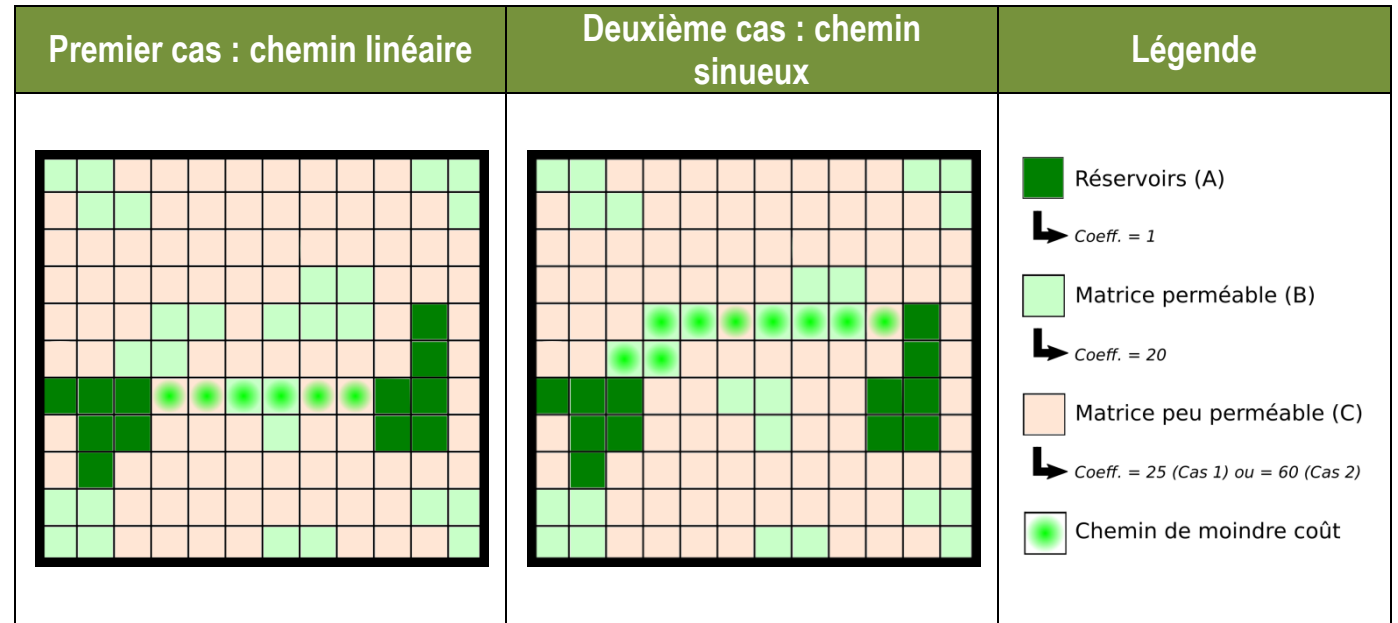 Premier cas : chemin linéaire
Deuxième cas : chemin
sinueux
Légende
Réservoirs (A)
Coeff. = 1
Matrice perméable (B)
Coeff. = 20
Matrice peu perméable (C)
Coeff. = 25 (Cas 1) ou = 60 (Cas 2)
Chemin de moindre coût